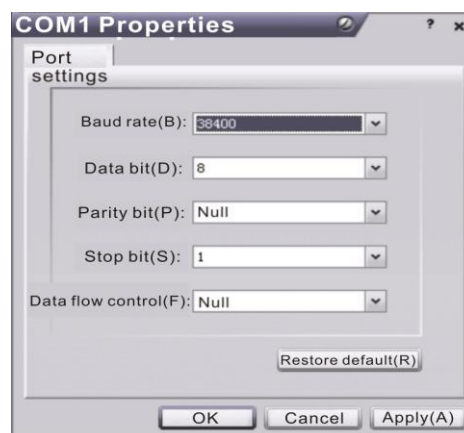 COM1 Properties
Port
settings
Baud rate(B): 38400
Data bit(D): 8
Parity bit(P): Null
Stop bit(S): 1
Data flow control(F): Null
Restore default(R)
OK Cancel Apply(A)